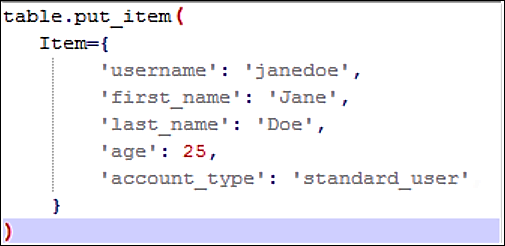 table.put_item(
Item={
'username': 'janedoe',
'first_name': 'Jane',
'last_name': 'Doe',
'age': 25,
'account_type': 'standard_user'
}
)